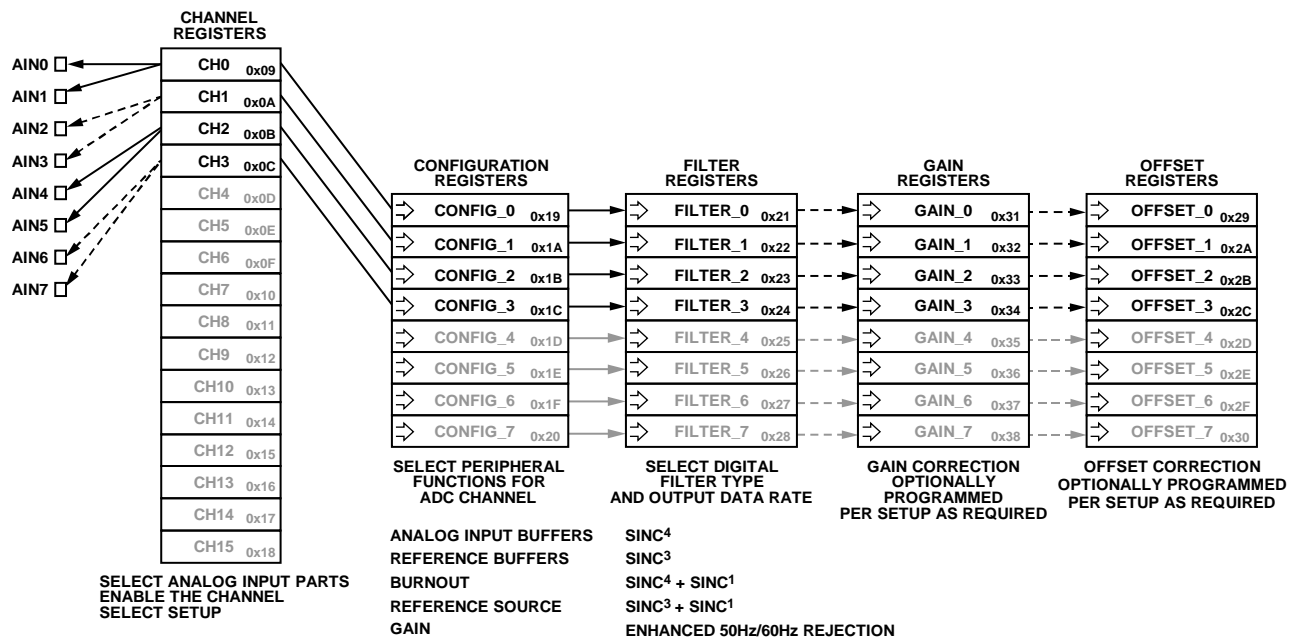 CHANNEL
REGISTERS
AIN0
AIN1
AIN2
AIN3
AIN4
AIN5
AIN6
AIN7
CH0 0x09
CH1 0x0A
CH2 0x0B
CH3 0x0C
CH4 0x0D
CH5 0x0E
CH6 0x0F
CH7 0x10
CH8 0x11
CH9 0x12
CH10 0x13
CH11 0x14
CH12 0x15
CH13 0x16
CH14 0x17
CH15 0x18
SELECT ANALOG INPUT PARTS
ENABLE THE CHANNEL
SELECT SETUP
CONFIGURATION
REGISTERS
CONFIG_0 0x19
CONFIG_1 0x1A
CONFIG_2 0x1B
CONFIG_3 0x1C
CONFIG_4 0x1D
CONFIG_5 0x1E
CONFIG_6 0x1F
CONFIG_7 0x20
SELECT PERIPHERAL
FUNCTIONS FOR
ADC CHANNEL
ANALOG INPUT BUFFERS
REFERENCE BUFFERS
BURNOUT
REFERENCE SOURCE
GAIN
FILTER
REGISTERS
FILTER_0 0x21
FILTER_1 0x22
FILTER_2 0x23
FILTER_3 0x24
FILTER_4 0x25
FILTER_5 0x26
FILTER_6 0x27
FILTER_7 0x28
SELECT DIGITAL
FILTER TYPE
AND OUTPUT DATA RATE
SINC4
SINC3
SINC4 + SINC1
SINC3 + SINC1
ENHANCED 50Hz/60Hz REJECTION
GAIN
REGISTERS
GAIN_0 0x31
GAIN_1 0x32
GAIN_2 0x33
GAIN_3 0x34
GAIN_4 0x35
GAIN_5 0x36
GAIN_6 0x37
GAIN_7 0x38
GAIN CORRECTION
OPTIONALLY
PROGRAMMED
PER SETUP AS REQUIRED
OFFSET
REGISTERS
OFFSET_0 0x29
OFFSET_1 0x2A
OFFSET_2 0x2B
OFFSET_3 0x2C
OFFSET_4 0x2D
OFFSET_5 0x2E
OFFSET_6 0x2F
OFFSET_7 0x30
OFFSET CORRECTION
OPTIONALLY PROGRAMMED
PER SETUP AS REQUIRED